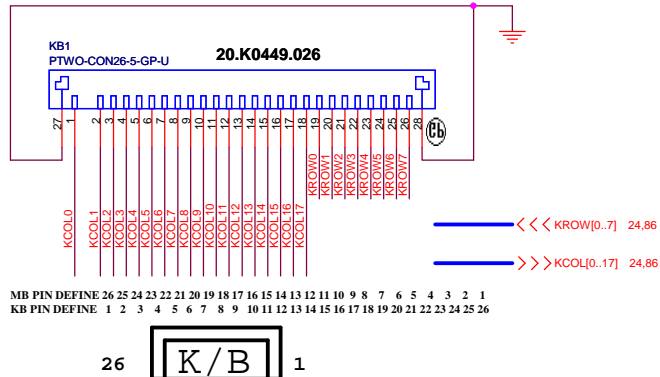 KB1
PTWO-CON26-5-GP-U
20.K0449.026
27 1 2 3 4 5 6 7 8 9 10 11 12 13 14 15 16 17 18 19 20 21 22 23 24 25 26 28
KCOL0 KCOL1 KCOL2 KCOL3 KCOL4 KCOL5 KCOL6 KCOL7 KCOL8 KCOL9 KCOL10 KCOL11 KCOL12 KCOL13 KCOL14 KCOL15 KCOL16 KCOL17
KROW0 KROW1 KROW2 KROW3 KROW4 KROW5 KROW6 KROW7
KROW[0..7] 24,86
KCOL[0..17] 24,86
MB PIN DEFINE 26 25 24 23 22 21 20 19 18 17 16 15 14 13 12 11 10 9 8 7 6 5 4 3 2 1
KB PIN DEFINE 1 2 3 4 5 6 7 8 9 10 11 12 13 14 15 16 17 18 19 20 21 22 23 24 25 26
26 K/B 1